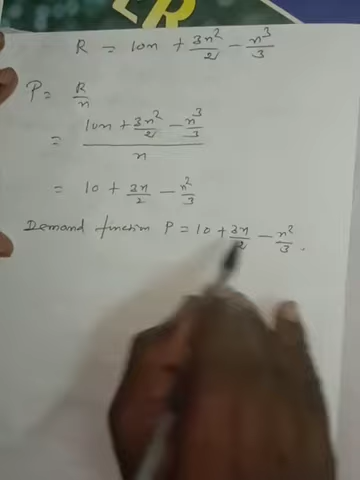 ER
R = 10x + 3x²/2 - x³/3
P = R/x
= (10x + 3x²/2 - x³/3)/x
= 10 + 3x/2 - x²/3
Demand function P = 10 + 3x/2 - x²/3.